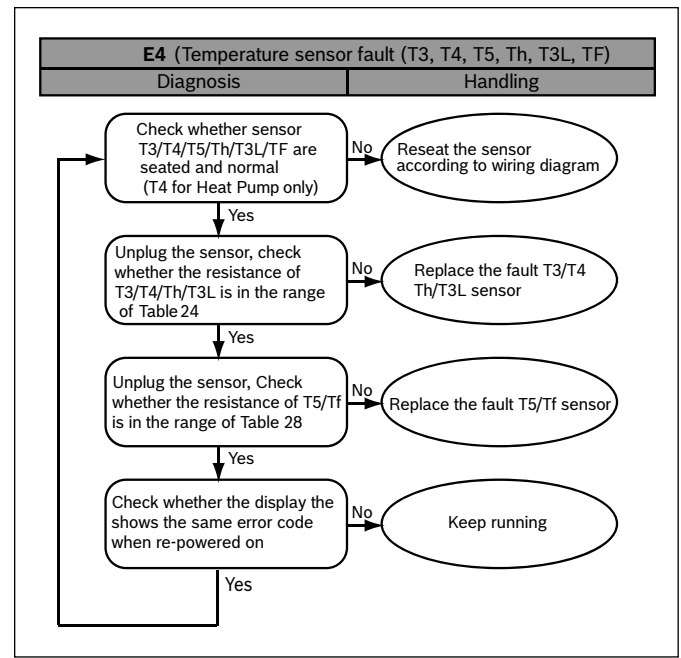 E4 (Temperature sensor fault (T3, T4, T5, Th, T3L, TF)
Diagnosis
Handling
Check whether sensor
T3/T4/T5/Th/T3L/TF are
seated and normal
(T4 for Heat Pump only)
No
Reseat the sensor
according to wiring diagram
Yes
Unplug the sensor, check
whether the resistance of
T3/T4/Th/T3L is in the range
of Table 24
No
Replace the fault T3/T4
Th/T3L sensor
Yes
Unplug the sensor, Check
whether the resistance of T5/Tf
is in the range of Table 28
No
Replace the fault T5/Tf sensor
Yes
Check whether the display the
shows the same error code
when re-powered on
No
Keep running
Yes